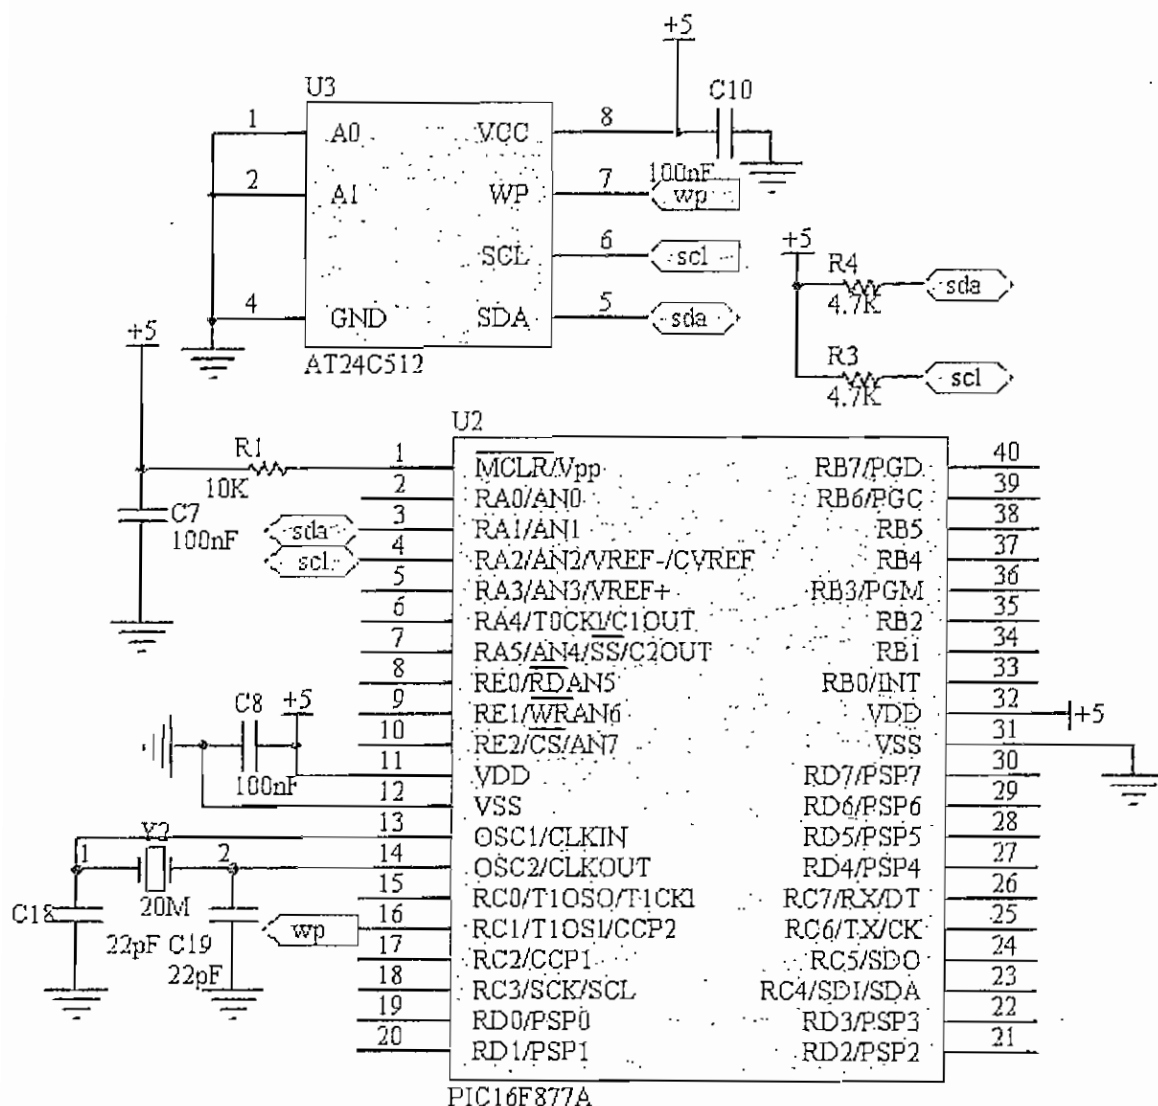 +5
U3
C10
1 A0 VCC 8
100nF
2 A1 WP 7 wp
SCL 6 scl
+5
R4
sda
4.7K
4 GND SDA 5 sda
+5
AT24C512
R3
scl
4.7K
U2
R1
10K
1 MCLR/Vpp RB7/PGD 40
2 RA0/AN0 RB6/PGC 39
C7
100nF
sda 3 RA1/AN1 RB5 38
scl 4 RA2/AN2/VREF-/CVREF RB4 37
5 RA3/AN3/VREF+ RB3/PGM 36
6 RA4/T0CKI/C1OUT RB2 35
7 RA5/AN4/SS/C2OUT RB1 34
8 RE0/RDAN5 RB0/INT 33
C8 +5
9 RE1/WRAN6 VDD 32 +5
10 RE2/CS/AN7 VSS 31
100nF
11 VDD RD7/PSP7 30
12 VSS RD6/PSP6 29
13 OSC1/CLKIN RD5/PSP5 28
Y2
1 2
14 OSC2/CLKOUT RD4/PSP4 27
15 RC0/T1OSO/T1CKI RC7/RX/DT 26
C18 20M
wp 16 RC1/T1OSI/CCP2 RC6/TX/CK 25
22pF C19
22pF
17 RC2/CCP1 RC5/SDO 24
18 RC3/SCK/SCL RC4/SDI/SDA 23
19 RD0/PSP0 RD3/PSP3 22
20 RD1/PSP1 RD2/PSP2 21
PIC16F877A